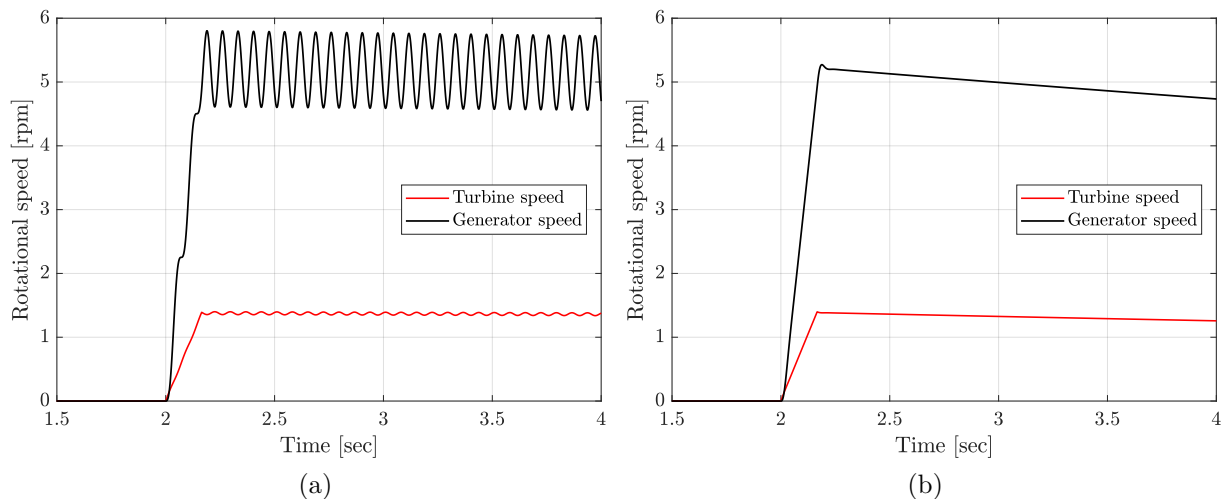 6
5
4
3
2
1
0
Rotational speed [rpm]
Turbine speed
Generator speed
1.5 2 2.5 3 3.5 4
Time [sec]
(a)
6
5
4
3
2
1
0
Rotational speed [rpm]
Turbine speed
Generator speed
1.5 2 2.5 3 3.5 4
Time [sec]
(b)